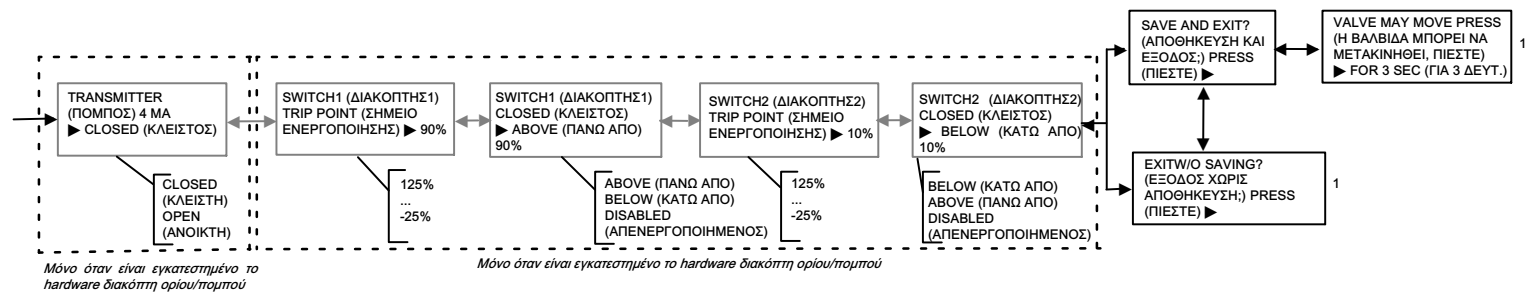 TRANSMITTER
(ΠΟΜΠΟΣ) 4 MA
▶ CLOSED (ΚΛΕΙΣΤΟΣ)
CLOSED
(ΚΛΕΙΣΤΗ)
OPEN
(ΑΝΟΙΚΤΗ)
Μόνο όταν είναι εγκατεστημένο το
hardware διακόπτη ορίου/πομπού
SWITCH1 (ΔΙΑΚΟΠΤΗΣ1)
TRIP POINT (ΣΗΜΕΙΟ
ΕΝΕΡΓΟΠΟΙΗΣΗΣ) ▶ 90%
125%
...
-25%
SWITCH1 (ΔΙΑΚΟΠΤΗΣ1)
CLOSED (ΚΛΕΙΣΤΟΣ)
▶ ABOVE (ΠΑΝΩ ΑΠΟ)
90%
ABOVE (ΠΑΝΩ ΑΠΟ)
BELOW (ΚΑΤΩ ΑΠΟ)
DISABLED
(ΑΠΕΝΕΡΓΟΠΟΙΗΜΕΝΟΣ)
SWITCH2 (ΔΙΑΚΟΠΤΗΣ2)
TRIP POINT (ΣΗΜΕΙΟ
ΕΝΕΡΓΟΠΟΙΗΣΗΣ) ▶ 10%
125%
...
-25%
SWITCH2 (ΔΙΑΚΟΠΤΗΣ2)
CLOSED (ΚΛΕΙΣΤΟΣ)
▶ BELOW (ΚΑΤΩ ΑΠΟ)
10%
BELOW (ΚΑΤΩ ΑΠΟ)
ABOVE (ΠΑΝΩ ΑΠΟ)
DISABLED
(ΑΠΕΝΕΡΓΟΠΟΙΗΜΕΝΟΣ)
Μόνο όταν είναι εγκατεστημένο το hardware διακόπτη ορίου/πομπού
SAVE AND EXIT?
(ΑΠΟΘΗΚΕΥΣΗ ΚΑΙ
ΕΞΟΔΟΣ;) PRESS
(ΠΙΕΣΤΕ) ▶
VALVE MAY MOVE PRESS
(Η ΒΑΛΒΙΔΑ ΜΠΟΡΕΙ ΝΑ
ΜΕΤΑΚΙΝΗΘΕΙ, ΠΙΕΣΤΕ)
▶ FOR 3 SEC (ΓΙΑ 3 ΔΕΥΤ.)
1
EXITW/O SAVING?
(ΕΞΟΔΟΣ ΧΩΡΙΣ
ΑΠΟΘΗΚΕΥΣΗ;) PRESS
(ΠΙΕΣΤΕ) ▶
1